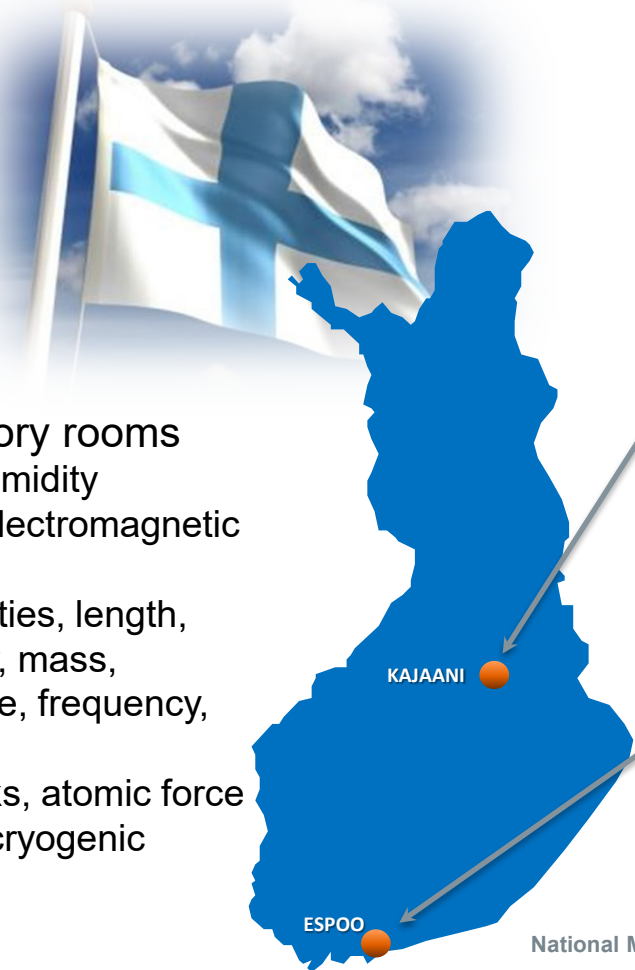 ory rooms
midity
lectromagnetic
ties, length,
, mass,
e, frequency,
KAJAANI
s, atomic force
cryogenic
ESPOO
National M